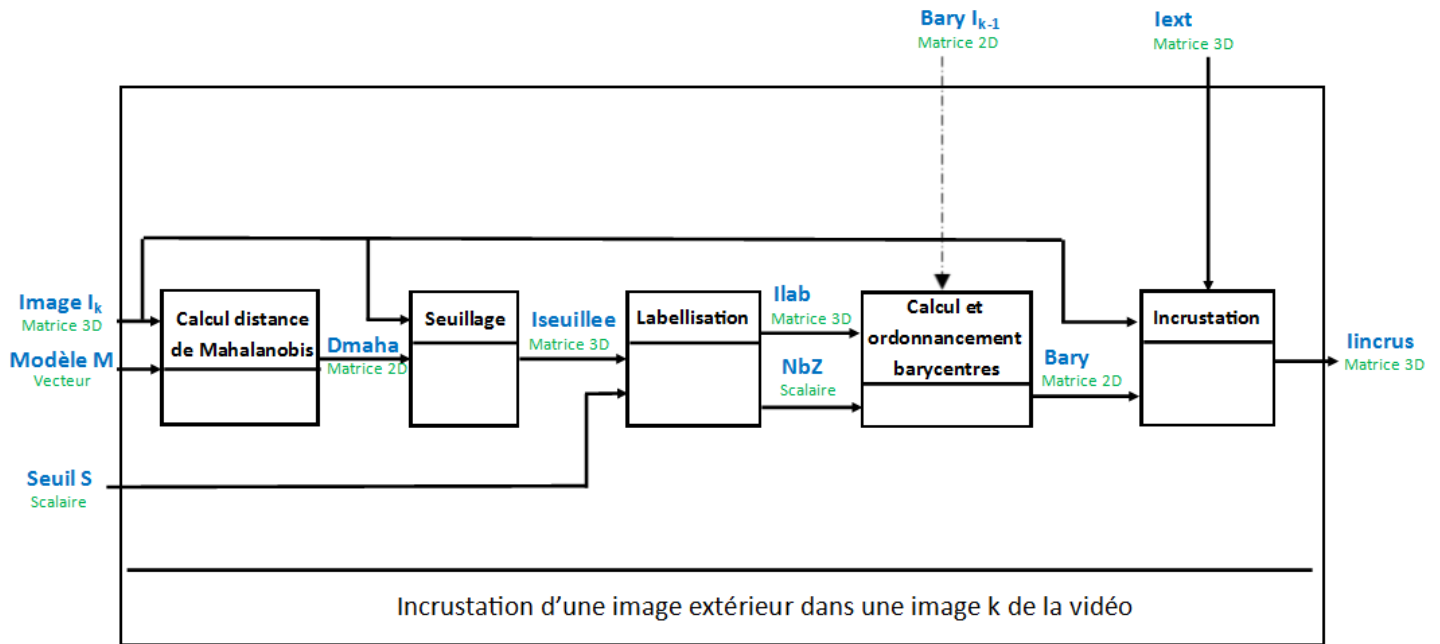 Bary Ik-1
Matrice 2D
Iext
Matrice 3D
Image Ik
Matrice 3D
Modèle M
Vecteur
Seuil S
Scalaire
Calcul distance
de Mahalanobis
Dmaha
Matrice 2D
Seuillage
Iseuillee
Matrice 3D
Labellisation
Ilab
Matrice 3D
NbZ
Scalaire
Calcul et
ordonnancement
barycentres
Bary
Matrice 2D
Incrustation
Iincrus
Matrice 3D
Incrustation d’une image extérieur dans une image k de la vidéo